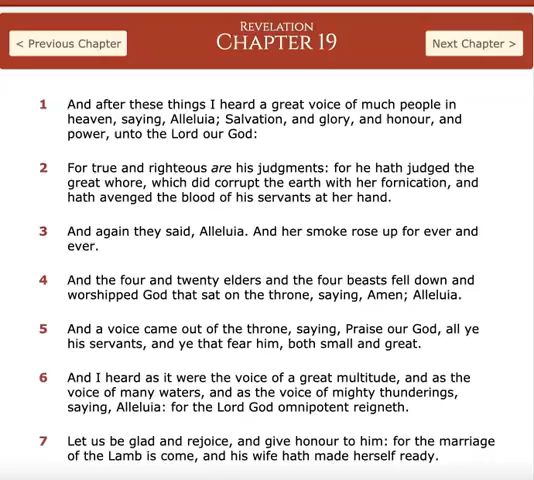 REVELATION
CHAPTER 19
< Previous Chapter
Next Chapter >
1 And after these things I heard a great voice of much people in
heaven, saying, Alleluia; Salvation, and glory, and honour, and
power, unto the Lord our God:
2 For true and righteous are his judgments: for he hath judged the
great whore, which did corrupt the earth with her fornication, and
hath avenged the blood of his servants at her hand.
3 And again they said, Alleluia. And her smoke rose up for ever and
ever.
4 And the four and twenty elders and the four beasts fell down and
worshipped God that sat on the throne, saying, Amen; Alleluia.
5 And a voice came out of the throne, saying, Praise our God, all ye
his servants, and ye that fear him, both small and great.
6 And I heard as it were the voice of a great multitude, and as the
voice of many waters, and as the voice of mighty thunderings,
saying, Alleluia: for the Lord God omnipotent reigneth.
7 Let us be glad and rejoice, and give honour to him: for the marriage
of the Lamb is come, and his wife hath made herself ready.